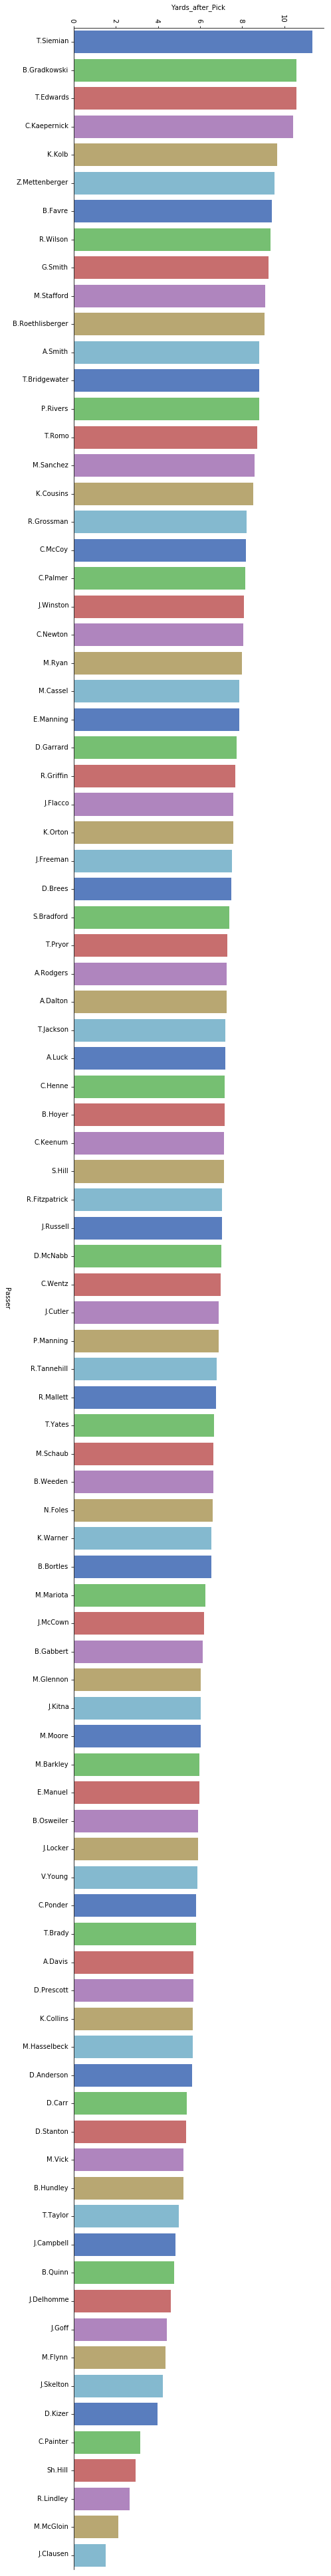 Yards_after_Pick
0 2 4 6 8 10
T.Siemian
B.Gradkowski
T.Edwards
C.Kaepernick
K.Kolb
Z.Mettenberger
B.Favre
R.Wilson
G.Smith
M.Stafford
B.Roethlisberger
A.Smith
T.Bridgewater
P.Rivers
T.Romo
M.Sanchez
K.Cousins
R.Grossman
C.McCoy
C.Palmer
J.Winston
C.Newton
M.Ryan
M.Cassel
E.Manning
D.Garrard
R.Griffin
J.Flacco
K.Orton
J.Freeman
D.Brees
S.Bradford
T.Pryor
A.Rodgers
A.Dalton
T.Jackson
A.Luck
C.Henne
B.Hoyer
C.Keenum
S.Hill
R.Fitzpatrick
J.Russell
D.McNabb
C.Wentz
Passer
J.Cutler
P.Manning
R.Tannehill
R.Mallett
T.Yates
M.Schaub
B.Weeden
N.Foles
K.Warner
B.Bortles
M.Mariota
J.McCown
B.Gabbert
M.Glennon
J.Kitna
M.Moore
M.Barkley
E.Manuel
B.Osweiler
J.Locker
V.Young
C.Ponder
T.Brady
A.Davis
D.Prescott
K.Collins
M.Hasselbeck
D.Anderson
D.Carr
D.Stanton
M.Vick
B.Hundley
T.Taylor
J.Campbell
B.Quinn
J.Delhomme
J.Goff
M.Flynn
J.Skelton
D.Kizer
C.Painter
Sh.Hill
R.Lindley
M.McGloin
J.Clausen